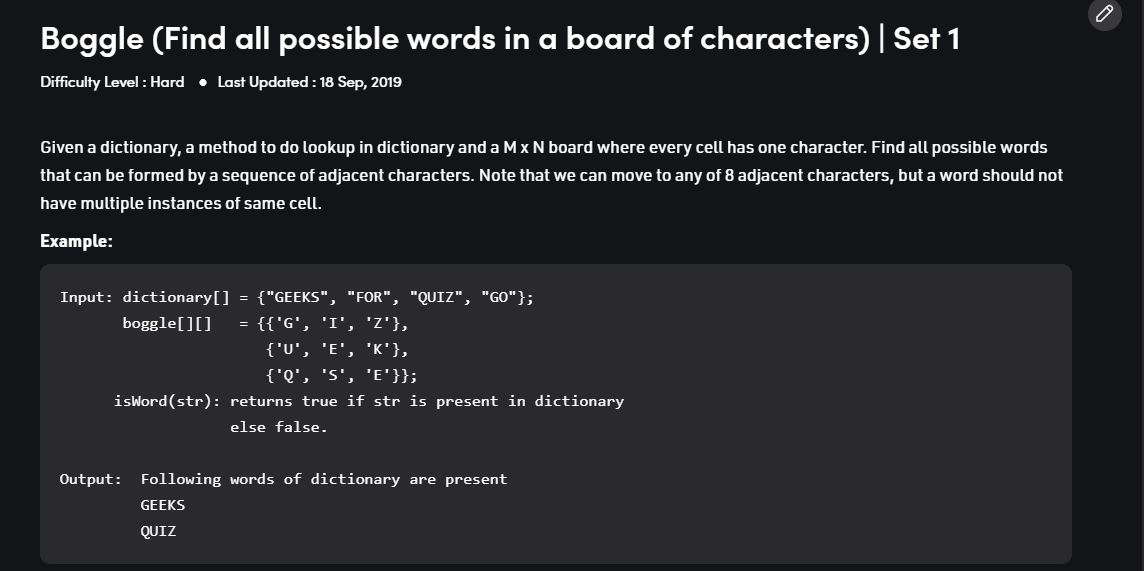 Boggle (Find all possible words in a board of characters) | Set 1
Difficulty Level : Hard • Last Updated : 18 Sep, 2019
Given a dictionary, a method to do lookup in dictionary and a M x N board where every cell has one character. Find all possible words
that can be formed by a sequence of adjacent characters. Note that we can move to any of 8 adjacent characters, but a word should not
have multiple instances of same cell.
Example:
Input: dictionary[] = {"GEEKS", "FOR", "QUIZ", "GO"};
boggle[][] = {{'G', 'I', 'Z'},
{'U', 'E', 'K'},
{'Q', 'S', 'E'}};
isWord(str): returns true if str is present in dictionary
else false.
Output: Following words of dictionary are present
GEEKS
QUIZ